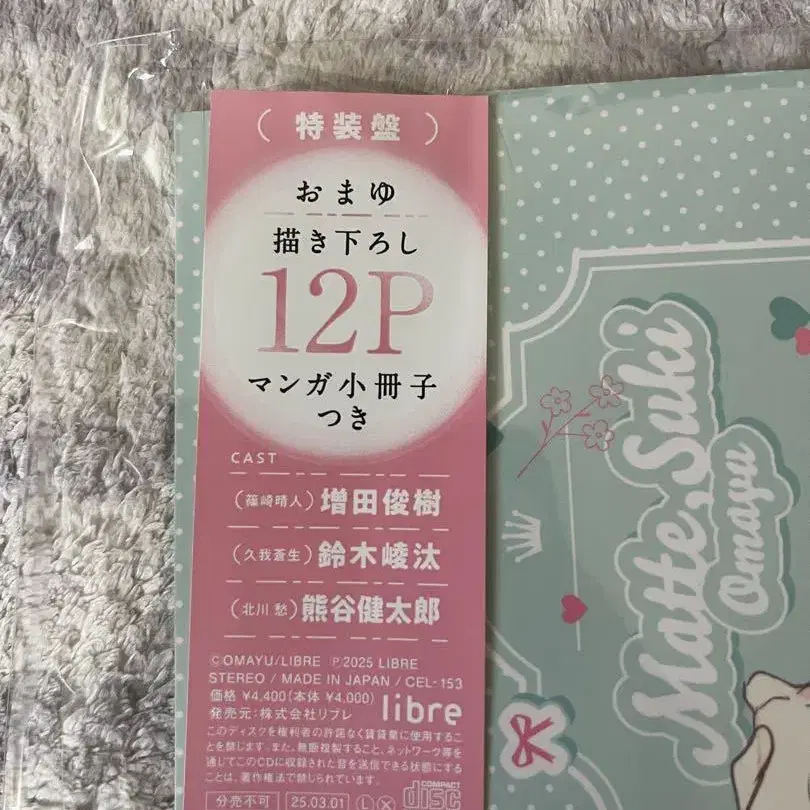 （特装盤）
おまゆ
描き下ろし
12P
マンガ小冊子
つき
CAST
（篠崎晴人）増田俊樹
（久我蒼生）鈴木崚汰
（北川 愁）熊谷健太郎
ⒸOMAYU/LIBRE Ⓟ2025 LIBRE
STEREO / MADE IN JAPAN / CEL-153
価格 ¥4,400（本体 ¥4,000）
発売元：株式会社リブレ
libre
このディスクを権利者の許諾なく賃貸業に使用するこ
とを禁じます。また、無断複製すること、ネットワーク等を
通じてこのCDに収録された音を送信できる状態にする
ことは、著作権法で禁じられています。
分売不可
25.03.01
Ⓛ
Ⓧ
COMPACT
disc
Matte, Suki
Omayu